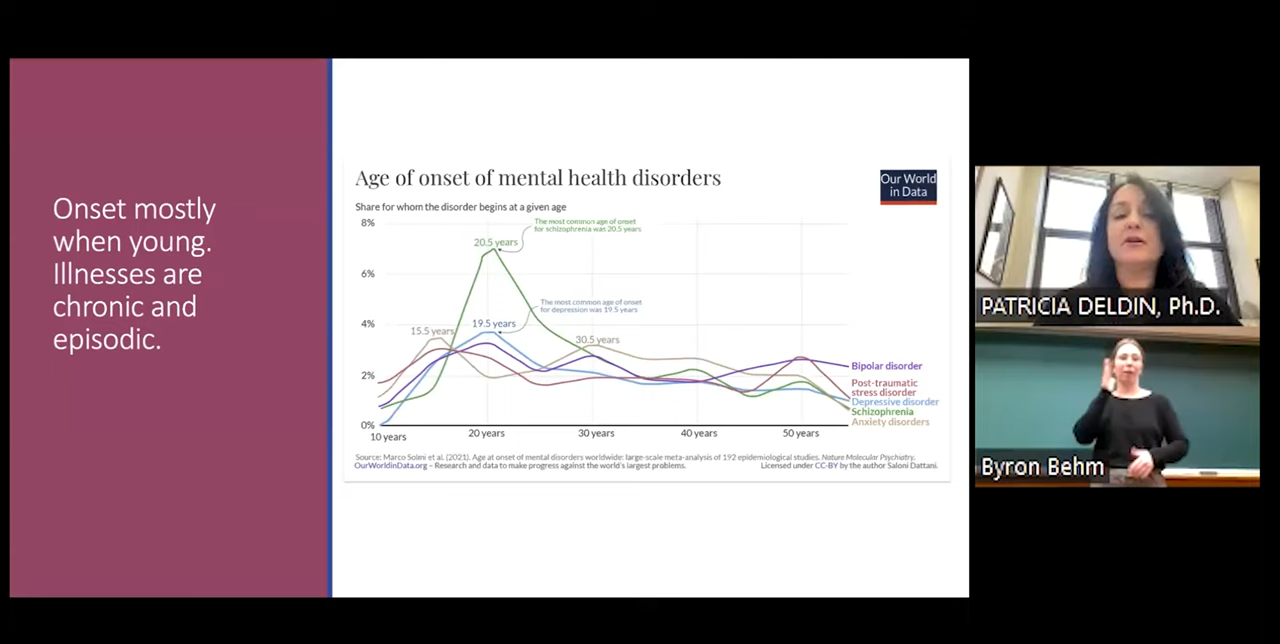 Onset mostly
when young.
Illnesses are
chronic and
episodic.
Age of onset of mental health disorders
Our World
in Data
Share for whom the disorder begins at a given age
8%
6%
4%
2%
0%
The most common age of onset
for schizophrenia was 20.5 years
20.5 years
The most common age of onset
for depression was 19.5 years
19.5 years
15.5 years
30.5 years
Bipolar disorder
Post-traumatic
stress disorder
Depressive disorder
Schizophrenia
Anxiety disorders
10 years
20 years
30 years
40 years
50 years
Source: Marco Solmi et al. (2021). Age at onset of mental disorders worldwide: large-scale meta-analysis of 192 epidemiological studies. Nature Molecular Psychiatry.
OurWorldinData.org – Research and data to make progress against the world's largest problems.
Licensed under CC-BY by the author Saloni Dattani.
PATRICIA DELDIN, Ph.D.
Byron Behm